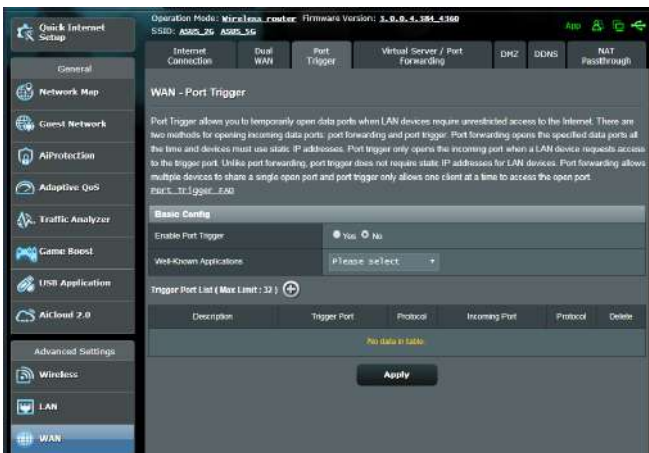 Quick Internet
Setup
Operation Mode: Wireless router Firmware Version: 3.0.0.4.384_4360
SSID: ASUS_2G ASUS_5G
App
Internet
Connection
Dual
WAN
Port
Trigger
Virtual Server / Port
Forwarding
DMZ
DDNS
NAT
Passthrough
General
Network Map
Guest Network
AiProtection
Adaptive QoS
Traffic Analyzer
Game Boost
USB Application
AiCloud 2.0
Advanced Settings
Wireless
LAN
WAN
WAN - Port Trigger
Port Trigger allows you to temporarily open data ports when LAN devices require unrestricted access to the Internet. There are
two methods for opening incoming data ports: port forwarding and port trigger. Port forwarding opens the specified data ports all
the time and devices must use static IP addresses. Port trigger only opens the incoming port when a LAN device requests access
to the trigger port. Unlike port forwarding, port trigger does not require static IP addresses for LAN devices. Port forwarding allows
multiple devices to share a single open port and port trigger only allows one client at a time to access the open port.
Port Trigger FAQ
Basic Config
Enable Port Trigger
Yes No
Well-Known Applications
Please select
Trigger Port List ( Max Limit : 32 )
Description Trigger Port Protocol Incoming Port Protocol Delete
No data in table.
Apply